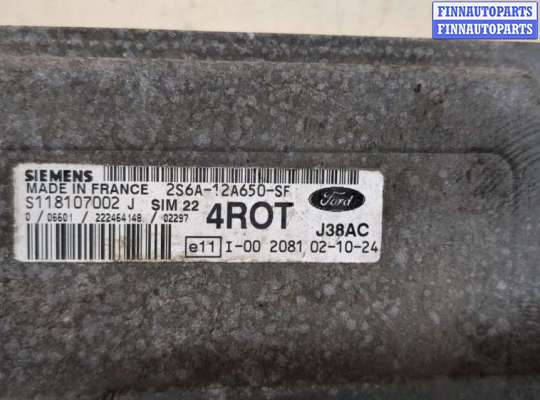 FINNAUTOPARTS
FINNAUTOPARTS
SIEMENS
MADE IN FRANCE 2S6A-12A650-SF
S118107002 J SIM 22 4ROT Ford
0 / 06601 / 222464148 / 02297
J38AC
e11 I-00 2081 02-10-24